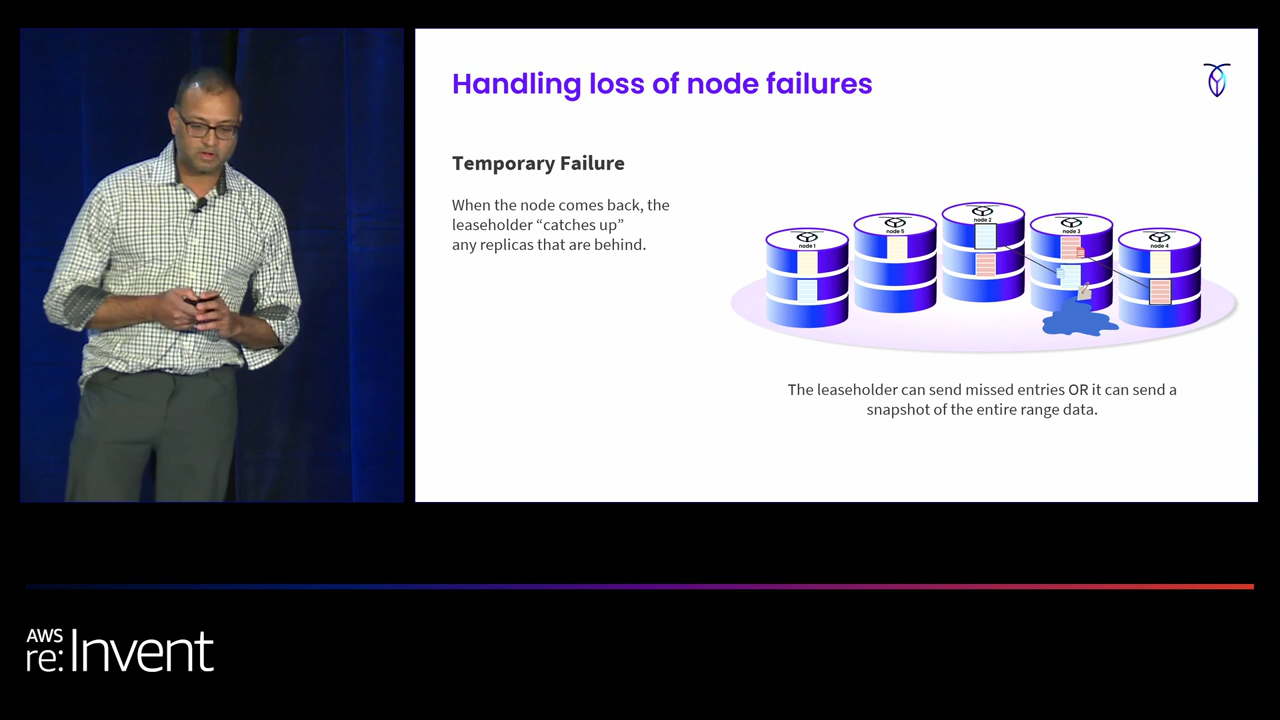 Handling loss of node failures
Temporary Failure
When the node comes back, the
leaseholder “catches up”
any replicas that are behind.
node 1
node 5
node 2
node 3
node 4
The leaseholder can send missed entries OR it can send a
snapshot of the entire range data.
AWS
re:Invent